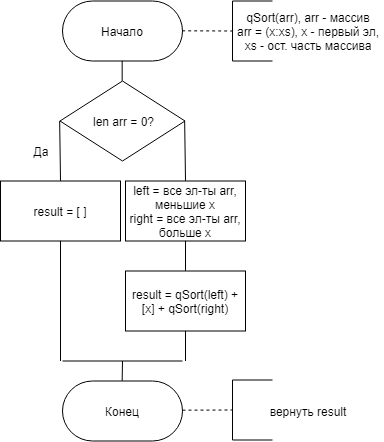 Начало
qSort(arr), arr - массив
arr = (x:xs), x - первый эл,
xs - ост. часть массива
len arr = 0?
Да
result = [ ]
left = все эл-ты arr,
меньшие x
right = все эл-ты arr,
больше x
result = qSort(left) +
[x] + qSort(right)
Конец
вернуть result